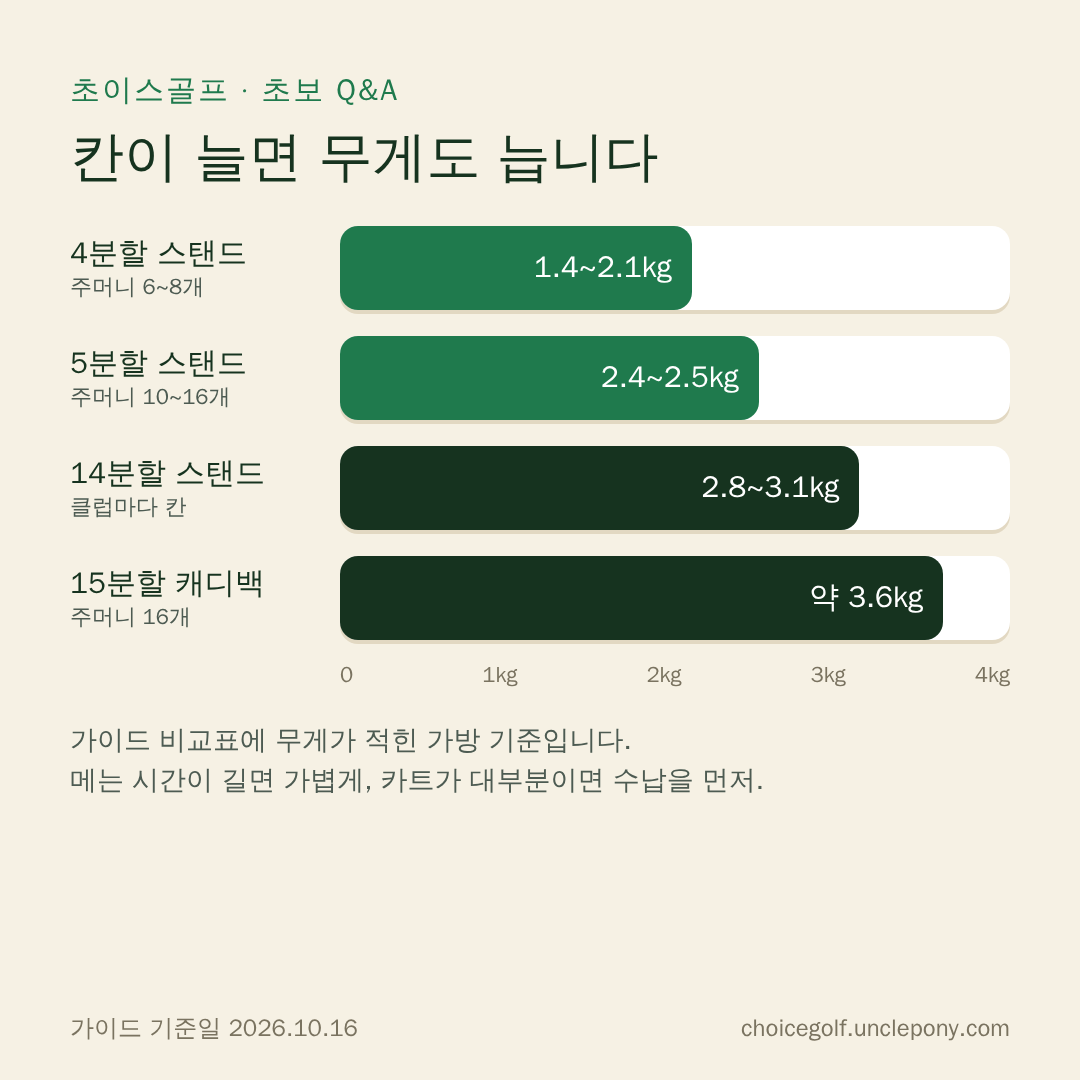 초이스골프 · 초보 Q&A
칸이 늘면 무게도 늡니다
4분할 스탠드
주머니 6~8개
1.4~2.1kg
5분할 스탠드
주머니 10~16개
2.4~2.5kg
14분할 스탠드
클럽마다 칸
2.8~3.1kg
15분할 캐디백
주머니 16개
약 3.6kg
0 1kg 2kg 3kg 4kg
가이드 비교표에 무게가 적힌 가방 기준입니다.
메는 시간이 길면 가볍게, 카트가 대부분이면 수납을 먼저.
가이드 기준일 2026.10.16
choicegolf.unclepony.com